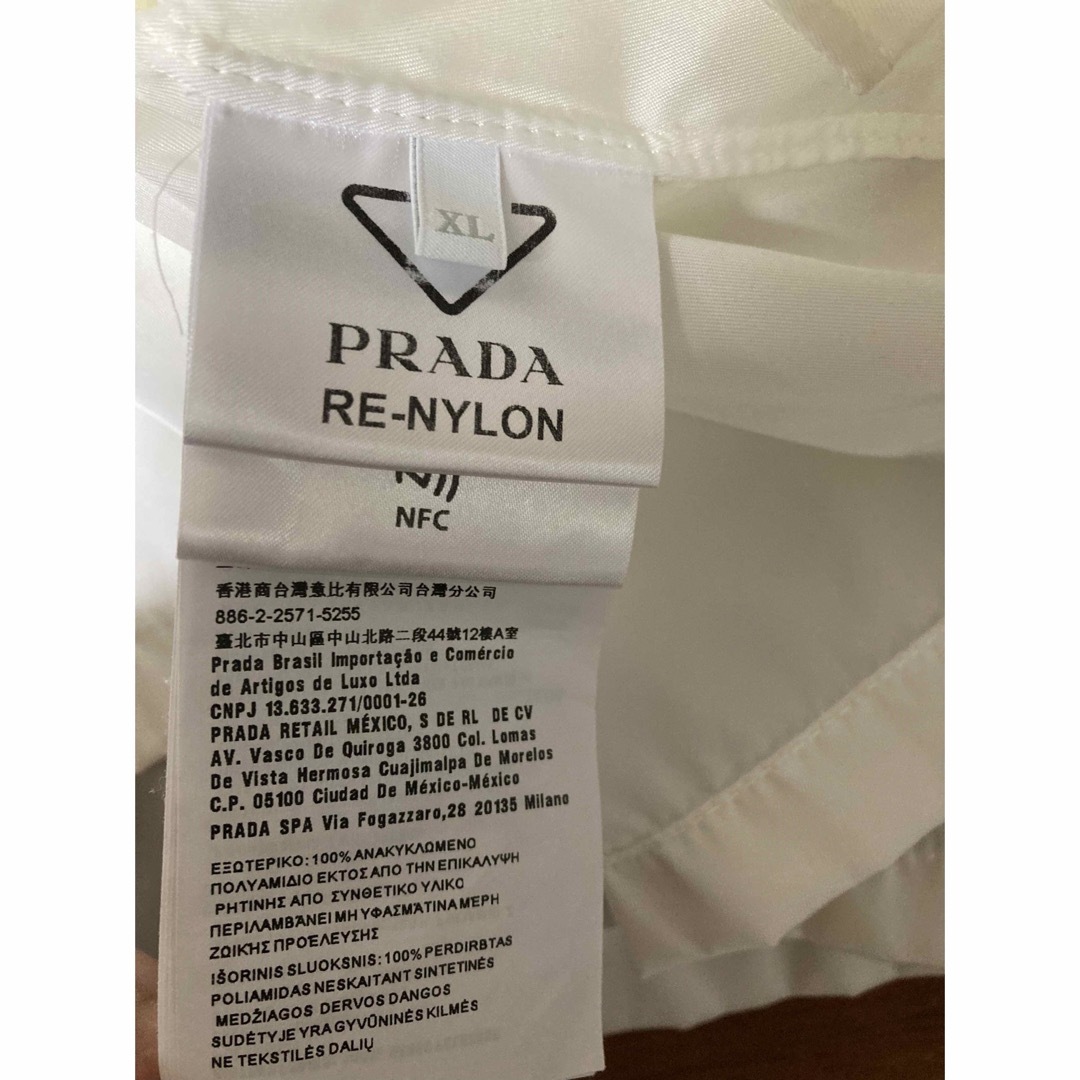 XL
PRADA
RE-NYLON
NFC
香港商台灣意比有限公司台灣分公司
886-2-2571-5255
臺北市中山區中山北路二段44號12樓A室
Prada Brasil Importação e Comércio
de Artigos de Luxo Ltda
CNPJ 13.633.271/0001-26
PRADA RETAIL MÉXICO, S DE RL DE CV
AV. Vasco De Quiroga 3800 Col. Lomas
De Vista Hermosa Cuajimalpa De Morelos
C.P. 05100 Ciudad De México-México
PRADA SPA Via Fogazzaro,28 20135 Milano
ΕΞΩΤΕΡΙΚΟ: 100% ΑΝΑΚΥΚΛΩΜΕΝΟ
ΠΟΛΥΑΜΙΔΙΟ ΕΚΤΟΣ ΑΠΟ ΤΗΝ ΕΠΙΚΑΛΥΨΗ
ΡΗΤΙΝΗΣ ΑΠΟ ΣΥΝΘΕΤΙΚΟ ΥΛΙΚΟ
ΠΕΡΙΛΑΜΒΆΝΕΙ ΜΗ ΥΦΑΣΜΆΤΙΝΑ ΜΈΡΗ
ΖΩΙΚΉΣ ΠΡΟΈΛΕΥΣΗΣ
IŠORINIS SLUOKSNIS: 100% PERDIRBTAS
POLIAMIDAS NESKAITANT SINTETINĖS
MEDŽIAGOS DERVOS DANGOS
SUDĖTYJE YRA GYVŪNINĖS KILMĖS
NE TEKSTILĖS DALIŲ